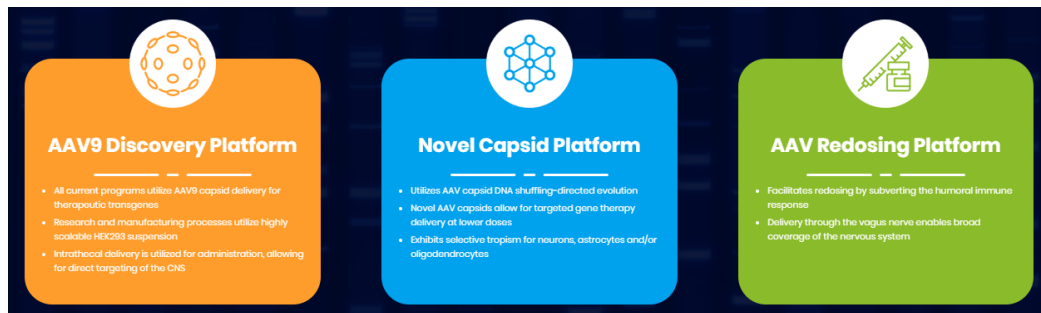 AAV9 Discovery Platform
• All current programs utilize AAV9 capsid delivery for
therapeutic transgenes
• Research and manufacturing processes utilize highly
scalable HEK293 suspension
• Intrathecal delivery is utilized for administration, allowing
for direct targeting of the CNS
Novel Capsid Platform
• Utilizes AAV capsid DNA shuffling-directed evolution
• Novel AAV capsids allow for targeted gene therapy
delivery at lower doses
• Exhibits selective tropism for neurons, astrocytes and/or
oligodendrocytes
AAV Redosing Platform
• Facilitates redosing by subverting the humoral immune
response
• Delivery through the vagus nerve enables broad
coverage of the nervous system